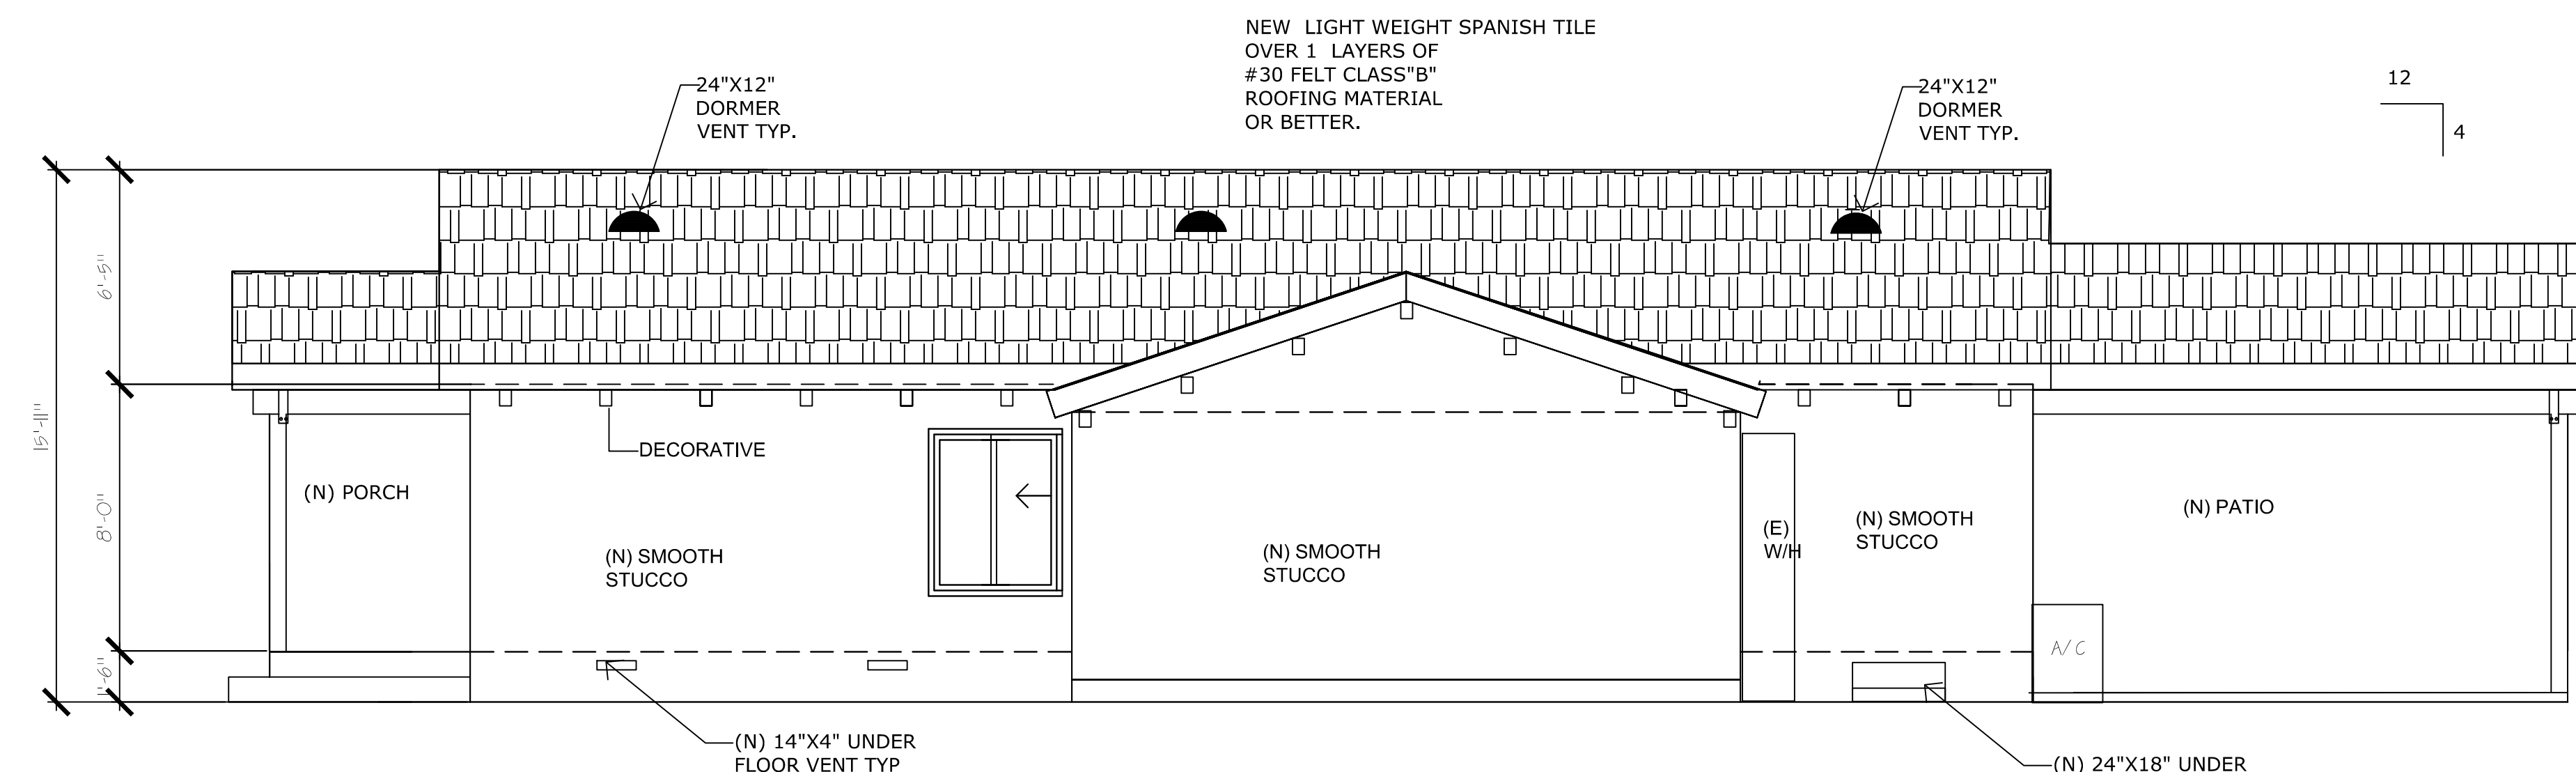 NEW LIGHT WEIGHT SPANISH TILE
OVER 1 LAYERS OF
#30 FELT CLASS"B"
ROOFING MATERIAL
OR BETTER.
24"X12"
DORMER
VENT TYP.
24"X12"
DORMER
VENT TYP.
12
4
6'-5"
15'-11"
8'-0"
1'-6"
DECORATIVE
(N) PORCH
(N) SMOOTH
STUCCO
(N) SMOOTH
STUCCO
(E)
W/H
(N) SMOOTH
STUCCO
(N) PATIO
A/C
(N) 14"X4" UNDER
FLOOR VENT TYP
(N) 24"X18" UNDER